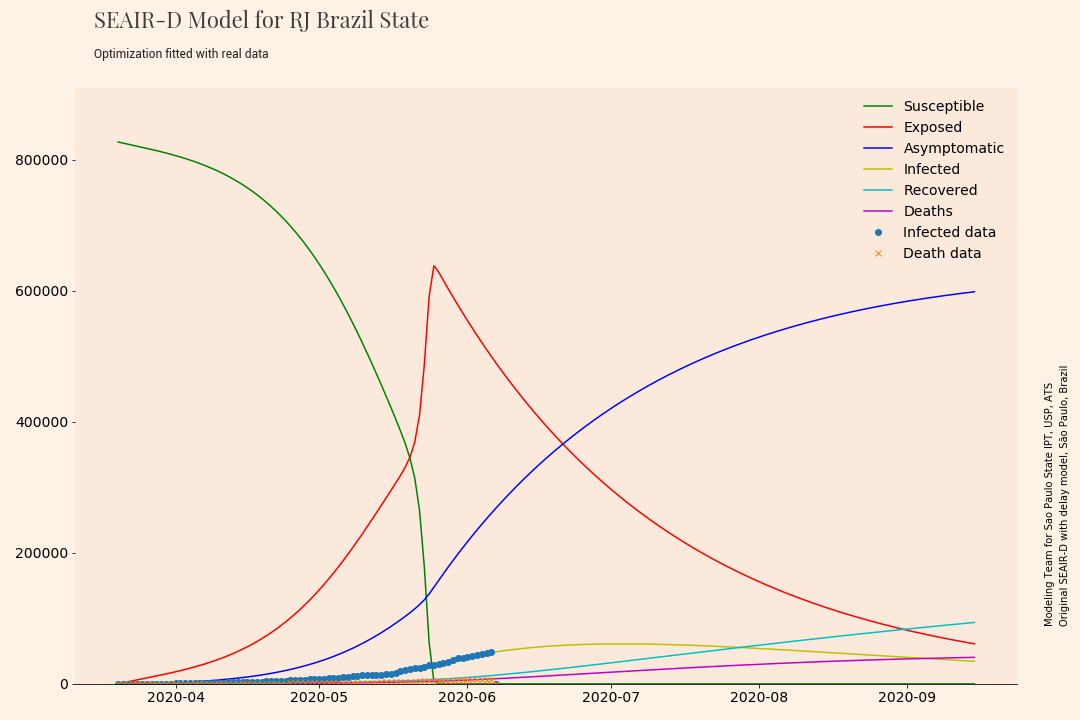 SEAIR-D Model for RJ Brazil State
Optimization fitted with real data
Susceptible
Exposed
Asymptomatic
Infected
Recovered
Deaths
Infected data
Death data
800000
600000
400000
200000
0
2020-04
2020-05
2020-06
2020-07
2020-08
2020-09
Modeling Team for Sao Paulo State IPT, USP, ATS
Original SEAIR-D with delay model, São Paulo, Brazil